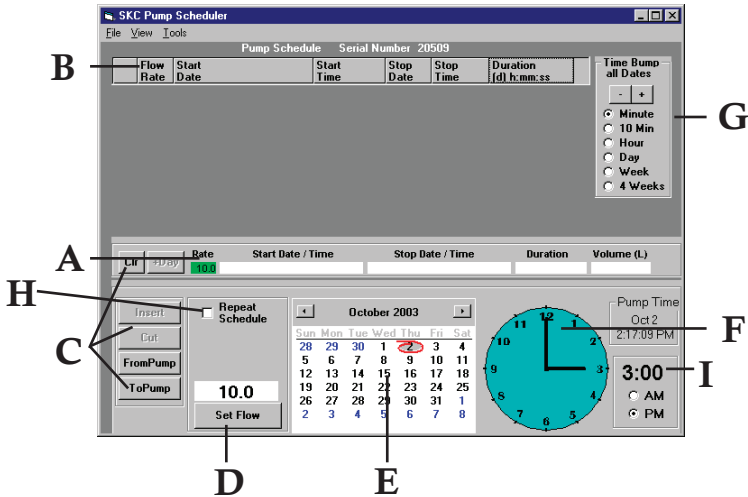 SKC Pump Scheduler
File View Tools
Pump Schedule Serial Number 20509
B
Flow Rate
Start Date
Start Time
Stop Date
Stop Time
Duration (d) h:mm:ss
Time Bump all Dates
- +
Minute
10 Min
Hour
Day
Week
4 Weeks
G
A
Clr
+Day
Rate
Start Date / Time
Stop Date / Time
Duration
Volume (L)
10.0
H
C
Insert
Cut
FromPump
ToPump
Repeat Schedule
10.0
Set Flow
D
October 2003
Sun Mon Tue Wed Thu Fri Sat
28 29 30 1 2 3 4
5 6 7 8 9 10 11
12 13 14 15 16 17 18
19 20 21 22 23 24 25
26 27 28 29 30 31 1
2 3 4 5 6 7 8
E
12
1
2
3
4
5
6
7
8
9
10
11
F
Pump Time
Oct 2
2:17:09 PM
3:00
AM
PM
I